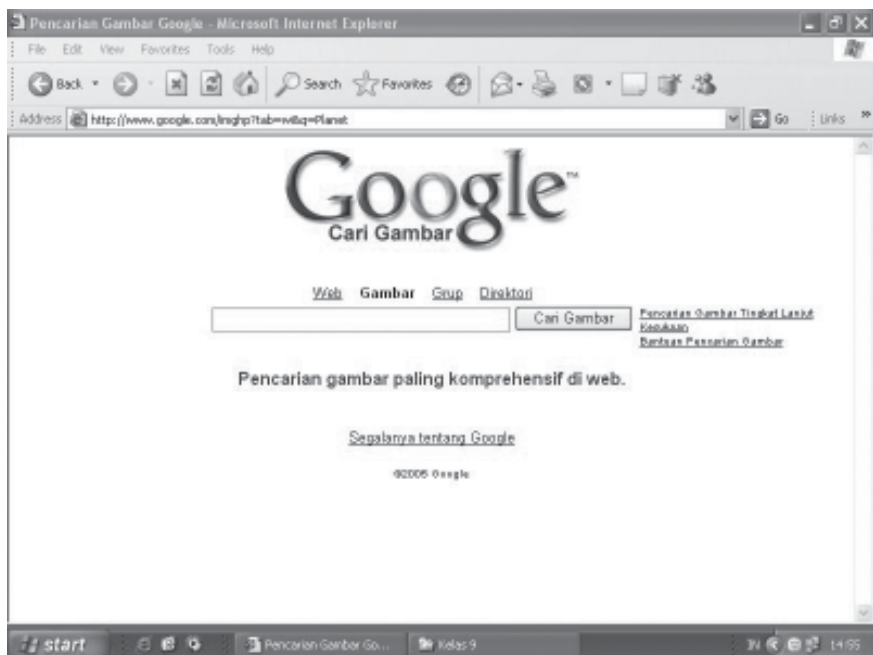 Pencarian Gambar Google - Microsoft Internet Explorer
File Edit View Favorites Tools Help
Back Search Favorites
Address http://www.google.com/imghp?tab=wi&q=Planet Go Links »
Google™
Cari Gambar
Web Gambar Grup Direktori
Cari Gambar Pencarian Gambar Tingkat Lanjut
Kesukaan
Bantuan Pencarian Gambar
Pencarian gambar paling komprehensif di web.
Segalanya tentang Google
©2005 Google
start Pencarian Gambar Go... Kelas 9 IN 14:55